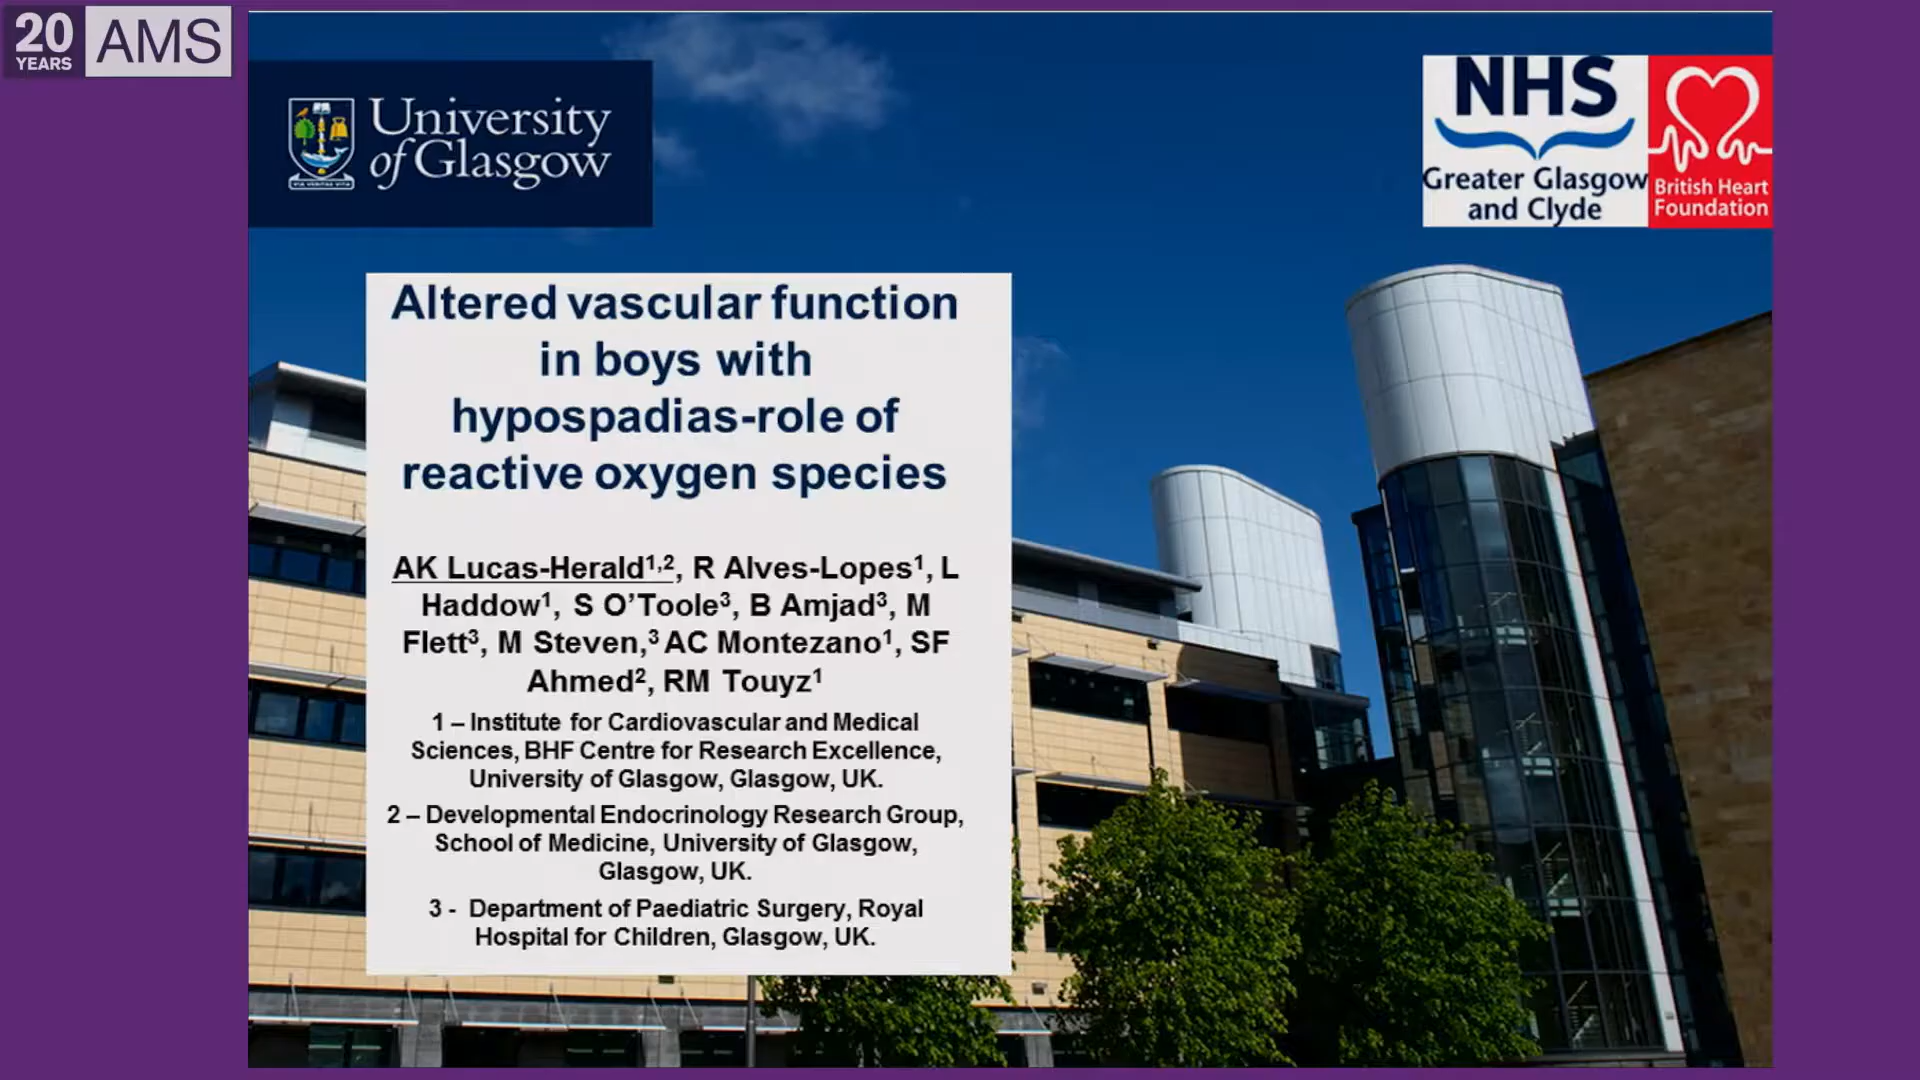 20
YEARS
AMS
University
of Glasgow
NHS
Greater Glasgow
and Clyde
British Heart
Foundation
Altered vascular function
in boys with
hypospadias-role of
reactive oxygen species
AK Lucas-Herald1,2, R Alves-Lopes1, L
Haddow1, S O’Toole3, B Amjad3, M
Flett3, M Steven,3 AC Montezano1, SF
Ahmed2, RM Touyz1
1 – Institute for Cardiovascular and Medical
Sciences, BHF Centre for Research Excellence,
University of Glasgow, Glasgow, UK.
2 – Developmental Endocrinology Research Group,
School of Medicine, University of Glasgow,
Glasgow, UK.
3 - Department of Paediatric Surgery, Royal
Hospital for Children, Glasgow, UK.